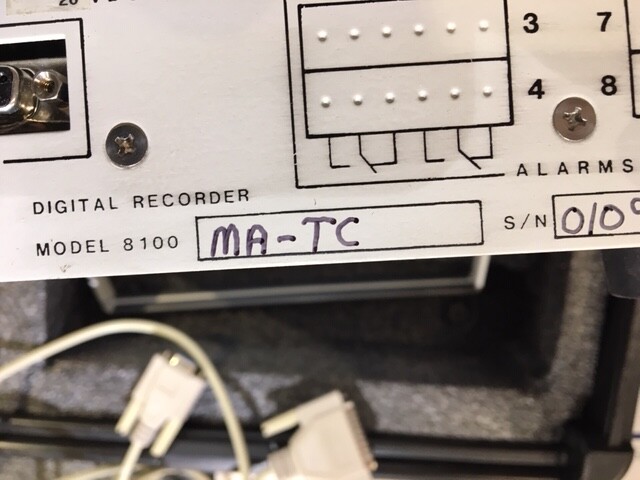 3 7
4 8
ALARMS
DIGITAL RECORDER
MODEL 8100 MA-TC S/N